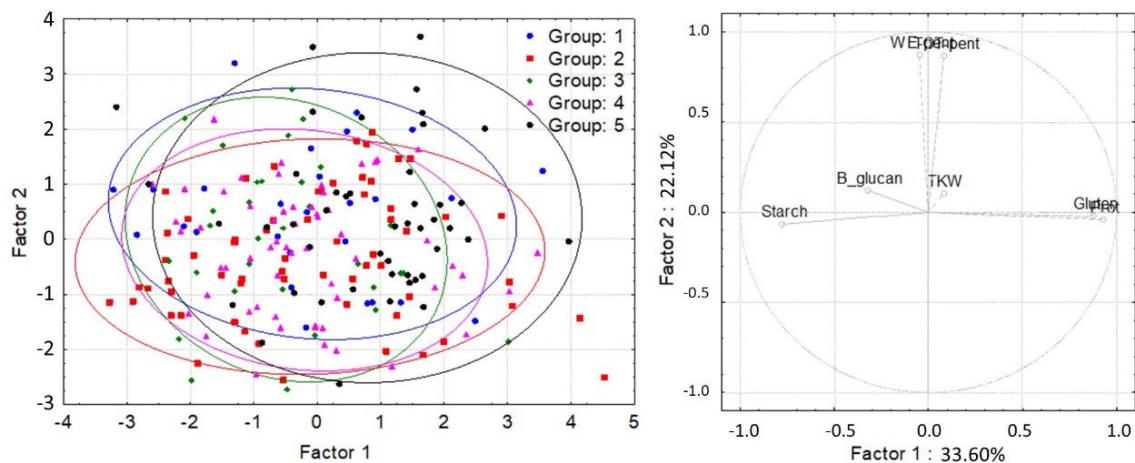 Group: 1
Group: 2
Group: 3
Group: 4
Group: 5
4
3
2
1
0
-1
-2
-3
Factor 2
-4 -3 -2 -1 0 1 2 3 4 5
Factor 1
1.0
0.5
0.0
-0.5
-1.0
Factor 2 : 22.12%
B_glucan
TKW
Starch
-1.0 -0.5 0.0 0.5 1.0
Factor 1 : 33.60%